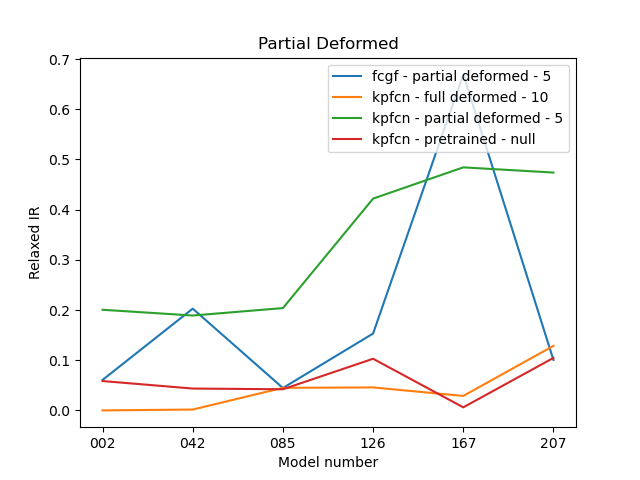 Partial Deformed
fcgf - partial deformed - 5
kpfcn - full deformed - 10
kpfcn - partial deformed - 5
kpfcn - pretrained - null
Relaxed IR
0.7
0.6
0.5
0.4
0.3
0.2
0.1
0.0
002 042 085 126 167 207
Model number